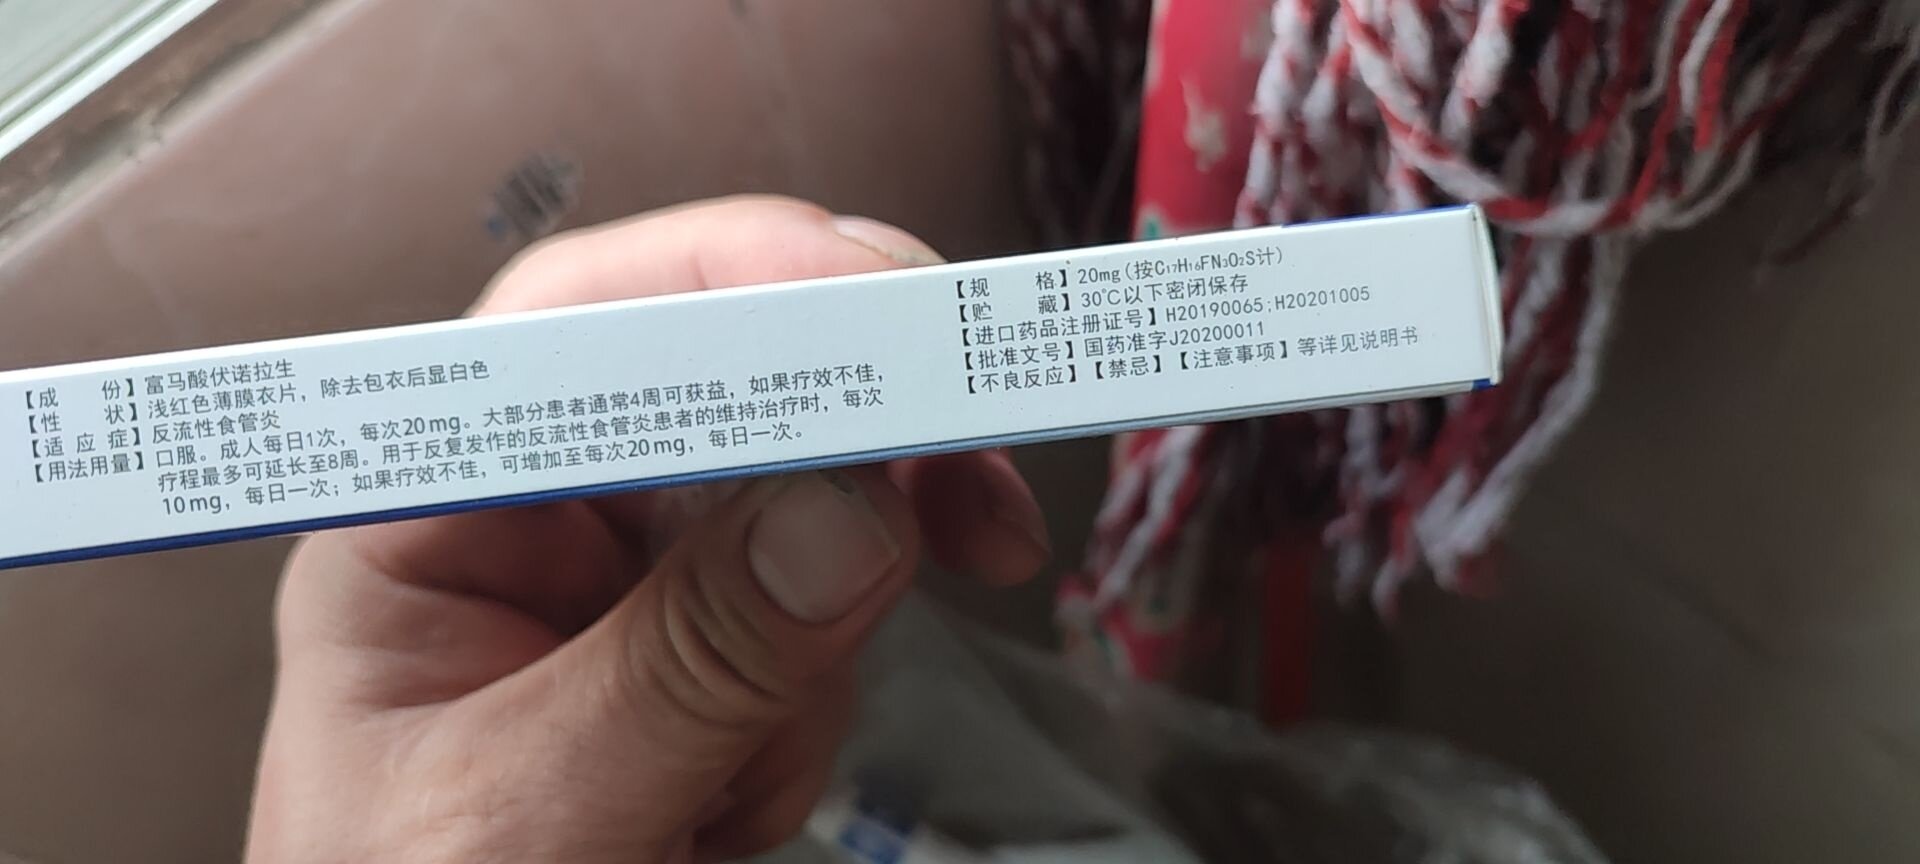 【成份】富马酸伏诺拉生
【性状】浅红色薄膜衣片，除去包衣后显白色
【适应症】反流性食管炎
【用法用量】口服。成人每日1次，每次20mg。大部分患者通常4周可获益，如果疗效不佳，
疗程最多可延长至8周。用于反复发作的反流性食管炎患者的维持治疗时，每次
10mg，每日一次；如果疗效不佳，可增加至每次20mg，每日一次。
【规格】20mg(按C₁₇H₁₆FN₃O₂S计)
【贮藏】30℃以下密闭保存
【进口药品注册证号】H20190065;H20201005
【批准文号】国药准字J20200011
【不良反应】【禁忌】【注意事项】等详见说明书